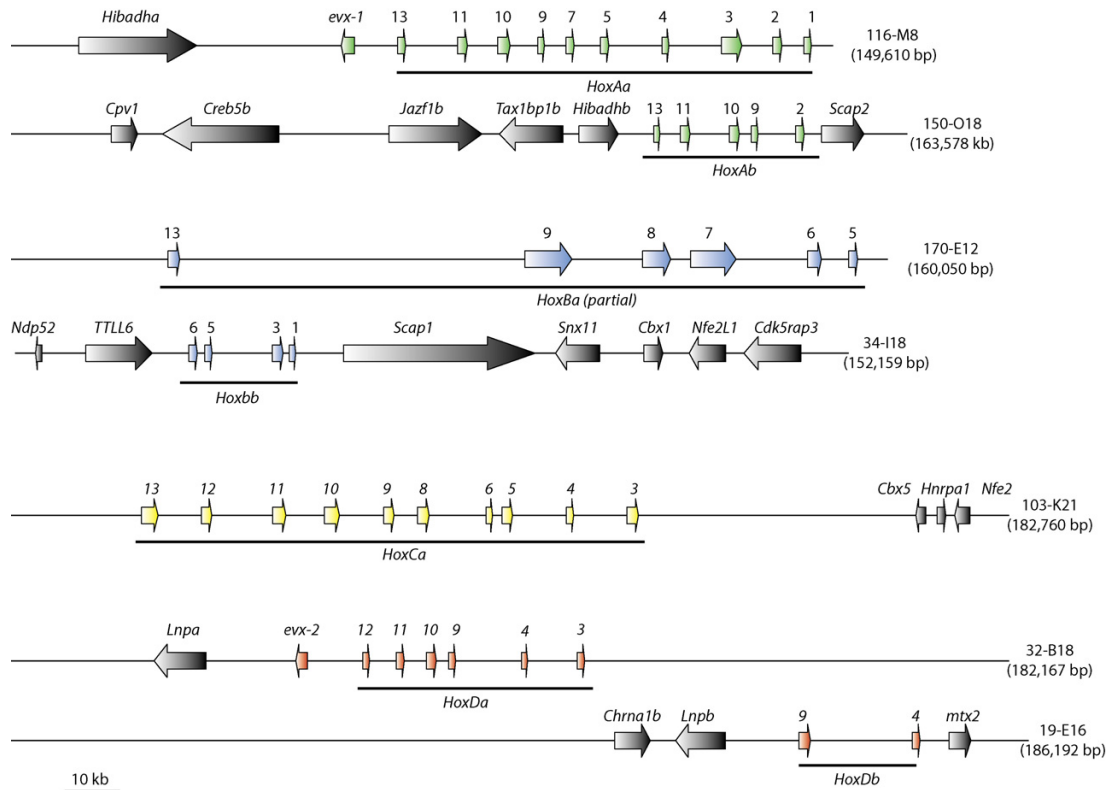 Hibadha evx-1 13 11 10 9 7 5 4 3 2 1
116-M8
(149,610 bp)
HoxAa
Cpv1 Creb5b Jazf1b Tax1bp1b Hibadhb 13 11 10 9 2 Scap2
150-O18
(163,578 kb)
HoxAb
13 9 8 7 6 5
170-E12
(160,050 bp)
HoxBa (partial)
Ndp52 TTLL6 6 5 3 1 Scap1 Snx11 Cbx1 Nfe2L1 Cdk5rap3
34-I18
(152,159 bp)
Hoxbb
13 12 11 10 9 8 6 5 4 3 Cbx5 Hnrpa1 Nfe2
103-K21
(182,760 bp)
HoxCa
Lnpa evx-2 12 11 10 9 4 3
32-B18
(182,167 bp)
HoxDa
Chrna1b Lnpb 9 4 mtx2
19-E16
(186,192 bp)
HoxDb
10 kb